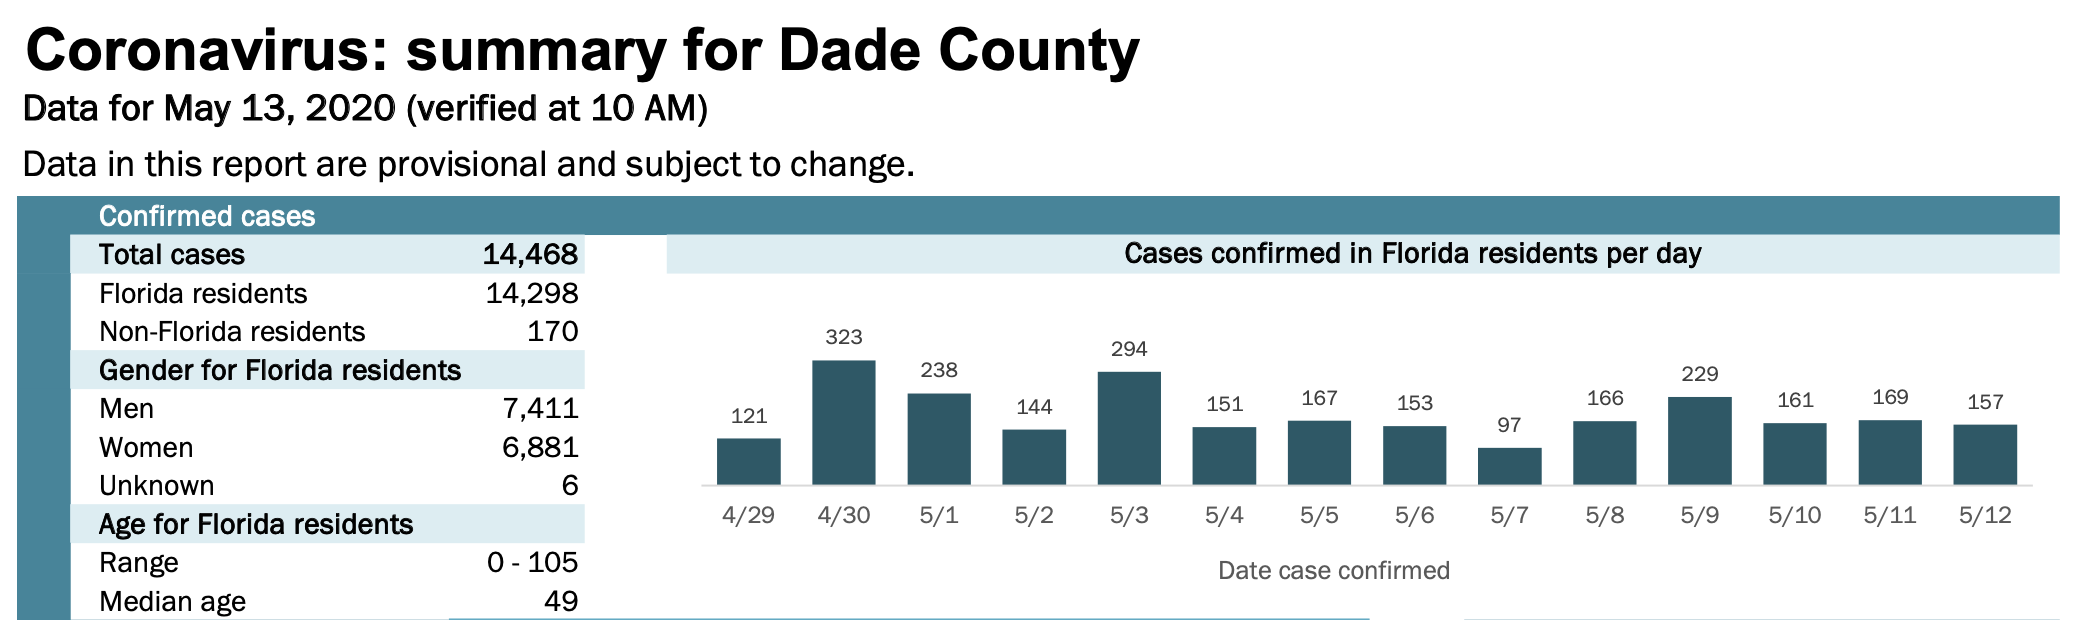 Coronavirus: summary for Dade County
Data for May 13, 2020 (verified at 10 AM)
Data in this report are provisional and subject to change.
Confirmed cases
Total cases 14,468
Florida residents 14,298
Non-Florida residents 170
Gender for Florida residents
Men 7,411
Women 6,881
Unknown 6
Age for Florida residents
Range 0 - 105
Median age 49
Cases confirmed in Florida residents per day
121 323 238 144 294 151 167 153 97 166 229 161 169 157
4/29 4/30 5/1 5/2 5/3 5/4 5/5 5/6 5/7 5/8 5/9 5/10 5/11 5/12
Date case confirmed